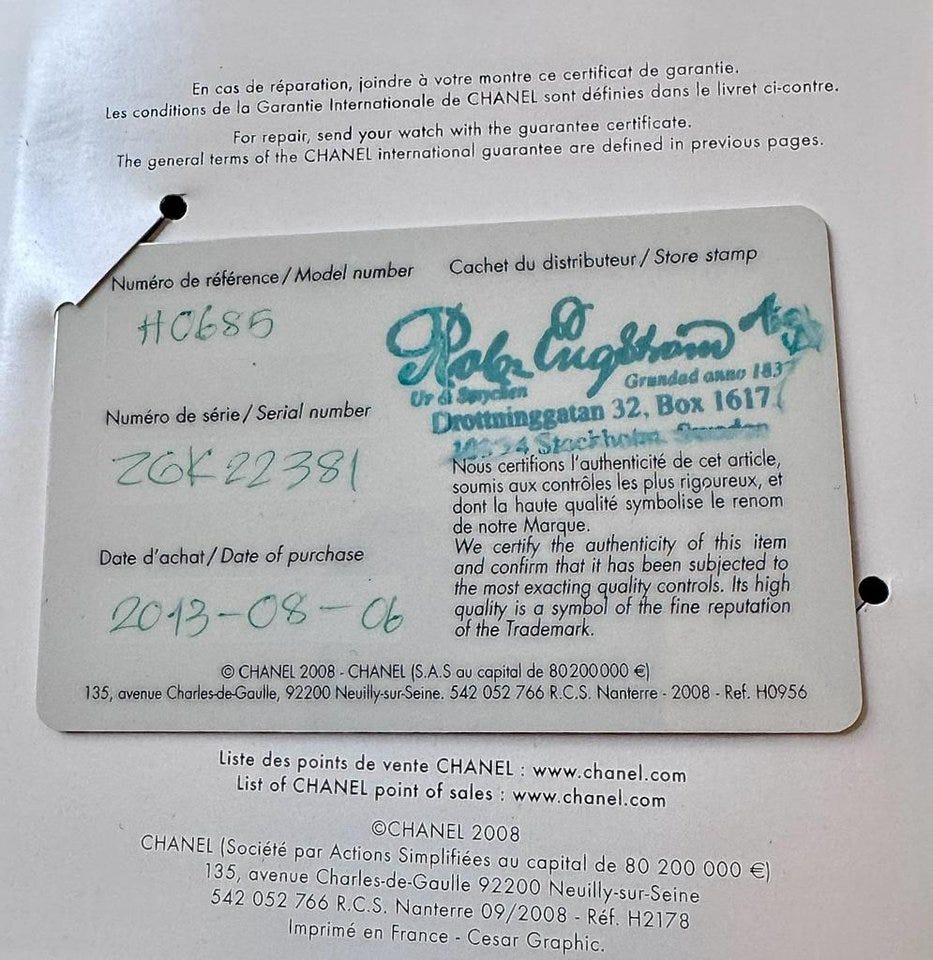 En cas de réparation, joindre à votre montre ce certificat de garantie.
Les conditions de la Garantie Internationale de CHANEL sont définies dans le livret ci-contre.
For repair, send your watch with the guarantee certificate.
The general terms of the CHANEL international guarantee are defined in previous pages.
Numéro de référence / Model number
H0685
Numéro de série / Serial number
ZGK22381
Date d'achat / Date of purchase
2013-08-06
Cachet du distributeur / Store stamp
Engström
Ur &
Grundad anno 1837
Drottninggatan 32, Box 1617
Stockholm, Sweden
Nous certifions l'authenticité de cet article,
soumis aux contrôles les plus rigoureux, et
dont la haute qualité symbolise le renom
de notre Marque.
We certify the authenticity of this item
and confirm that it has been subjected to
the most exacting quality controls. Its high
quality is a symbol of the fine reputation
of the Trademark.
© CHANEL 2008 - CHANEL (S.A.S au capital de 80200000 €)
135, avenue Charles-de-Gaulle, 92200 Neuilly-sur-Seine. 542 052 766 R.C.S. Nanterre - 2008 - Ref. H0956
Liste des points de vente CHANEL : www.chanel.com
List of CHANEL point of sales : www.chanel.com
©CHANEL 2008
CHANEL (Société par Actions Simplifiées au capital de 80 200 000 €)
135, avenue Charles-de-Gaulle 92200 Neuilly-sur-Seine
542 052 766 R.C.S. Nanterre 09/2008 - Réf. H2178
Imprimé en France - Cesar Graphic.